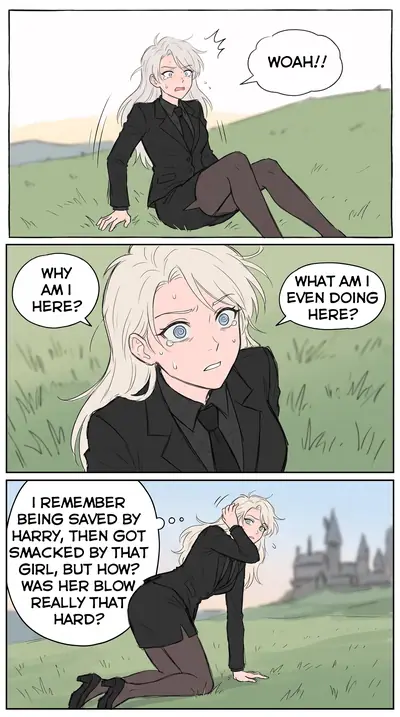 WOAH!!
WHY
AM I
HERE?
WHAT AM I
EVEN DOING
HERE?
I REMEMBER
BEING SAVED BY
HARRY, THEN GOT
SMACKED BY THAT
GIRL, BUT HOW?
WAS HER BLOW
REALLY THAT
HARD?